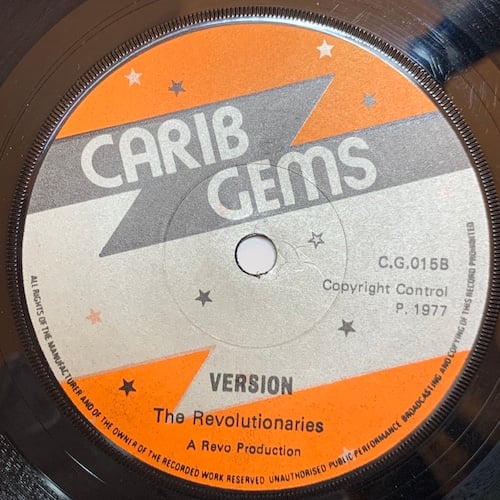 CARIB
GEMS
C.G.015B
Copyright Control
P. 1977
VERSION
The Revolutionaries
A Revo Production
ALL RIGHTS OF THE MANUFACTURER AND OF THE OWNER OF THE RECORDED WORK RESERVED UNAUTHORISED PUBLIC PERFORMANCE BROADCASTING AND COPYING OF THIS RECORD PROHIBITED